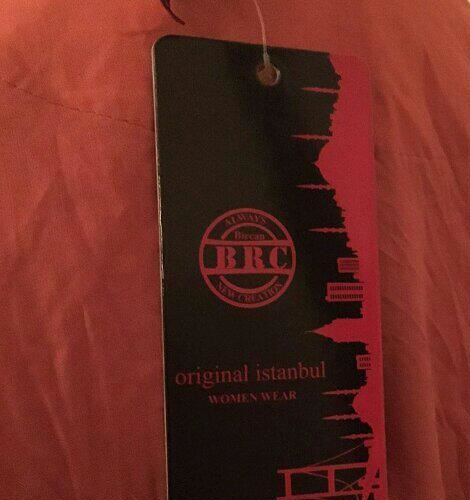 ALWAYS
Bircan
BRC
NEW CREATION
original istanbul
WOMEN WEAR